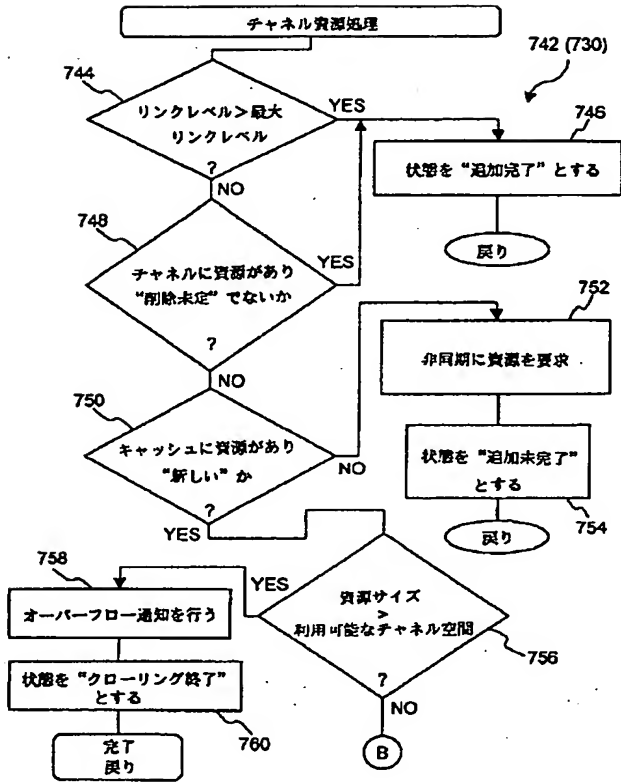 チャネル資源処理
742 (730)
744
リンクレベル>最大
リンクレベル
?
YES
NO
746
状態を“追加完了”とする
戻り
748
チャネルに資源があり
“削除未定”でないか
?
YES
NO
752
非同期に資源を要求
750
キャッシュに資源があり
“新しい”か
?
NO
YES
状態を“追加未完了”
とする
754
戻り
758
YES
オーバーフロー通知を行う
資源サイズ
>
利用可能なチャネル空間
?
756
NO
状態を“クローリング終了”
とする
760
完了
戻り
B